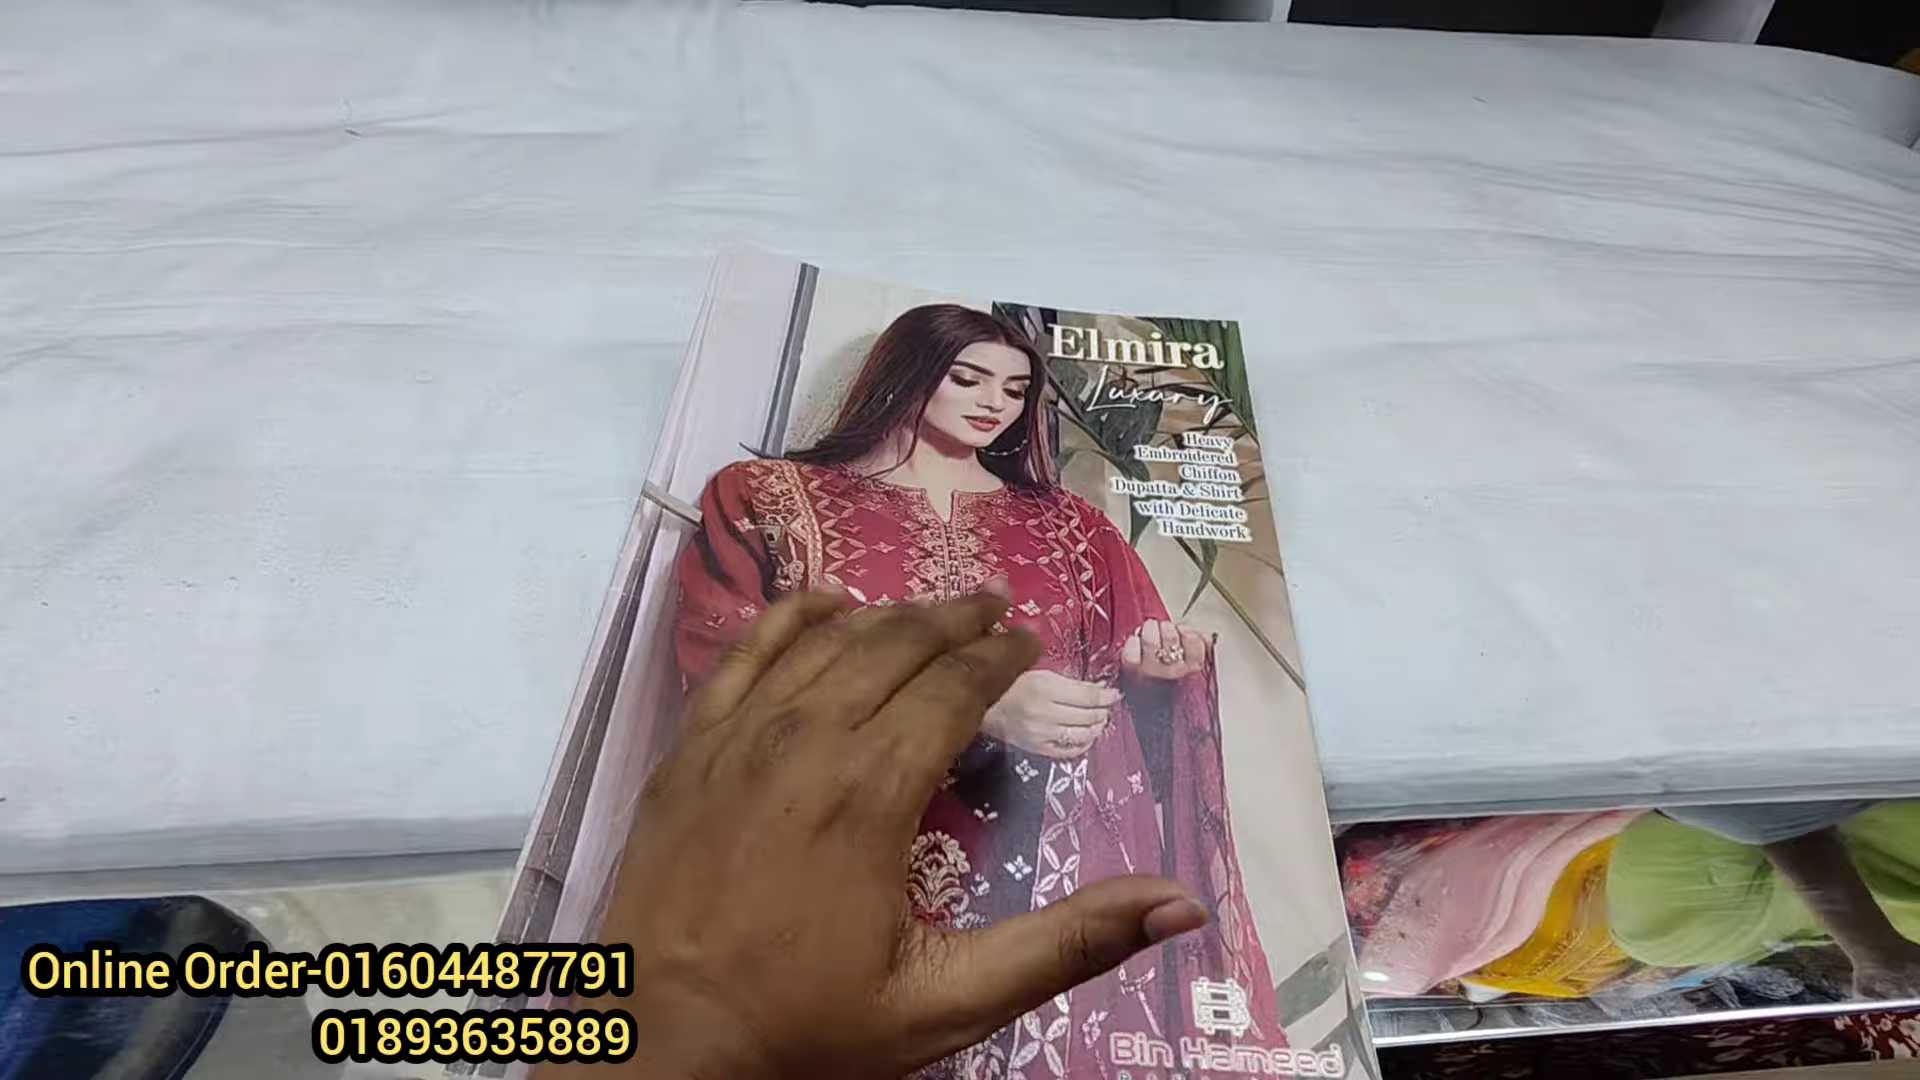 Elmira
Luxury
Heavy
Embroidered
Chiffon
Dupatta & Shirt
with Delicate
Handwork
Bin Hameed
Online Order-01604487791
01893635889